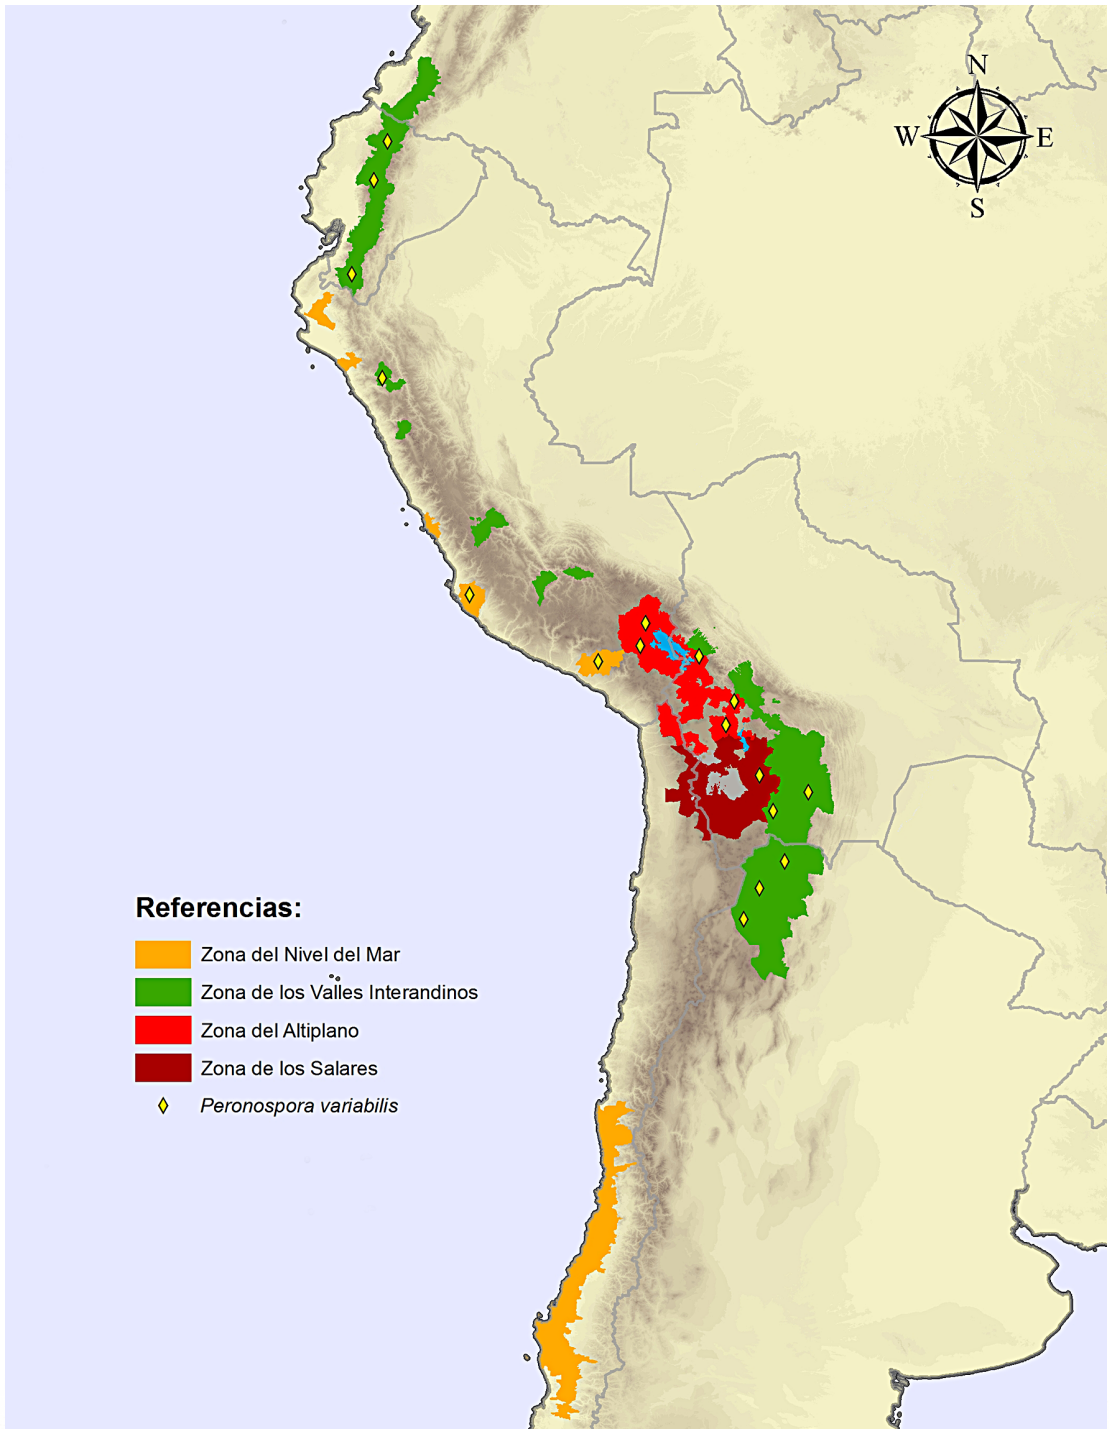 N
W
E
S
Referencias:
Zona del Nivel del Mar
Zona de los Valles Interandinos
Zona del Altiplano
Zona de los Salares
Peronospora variabilis